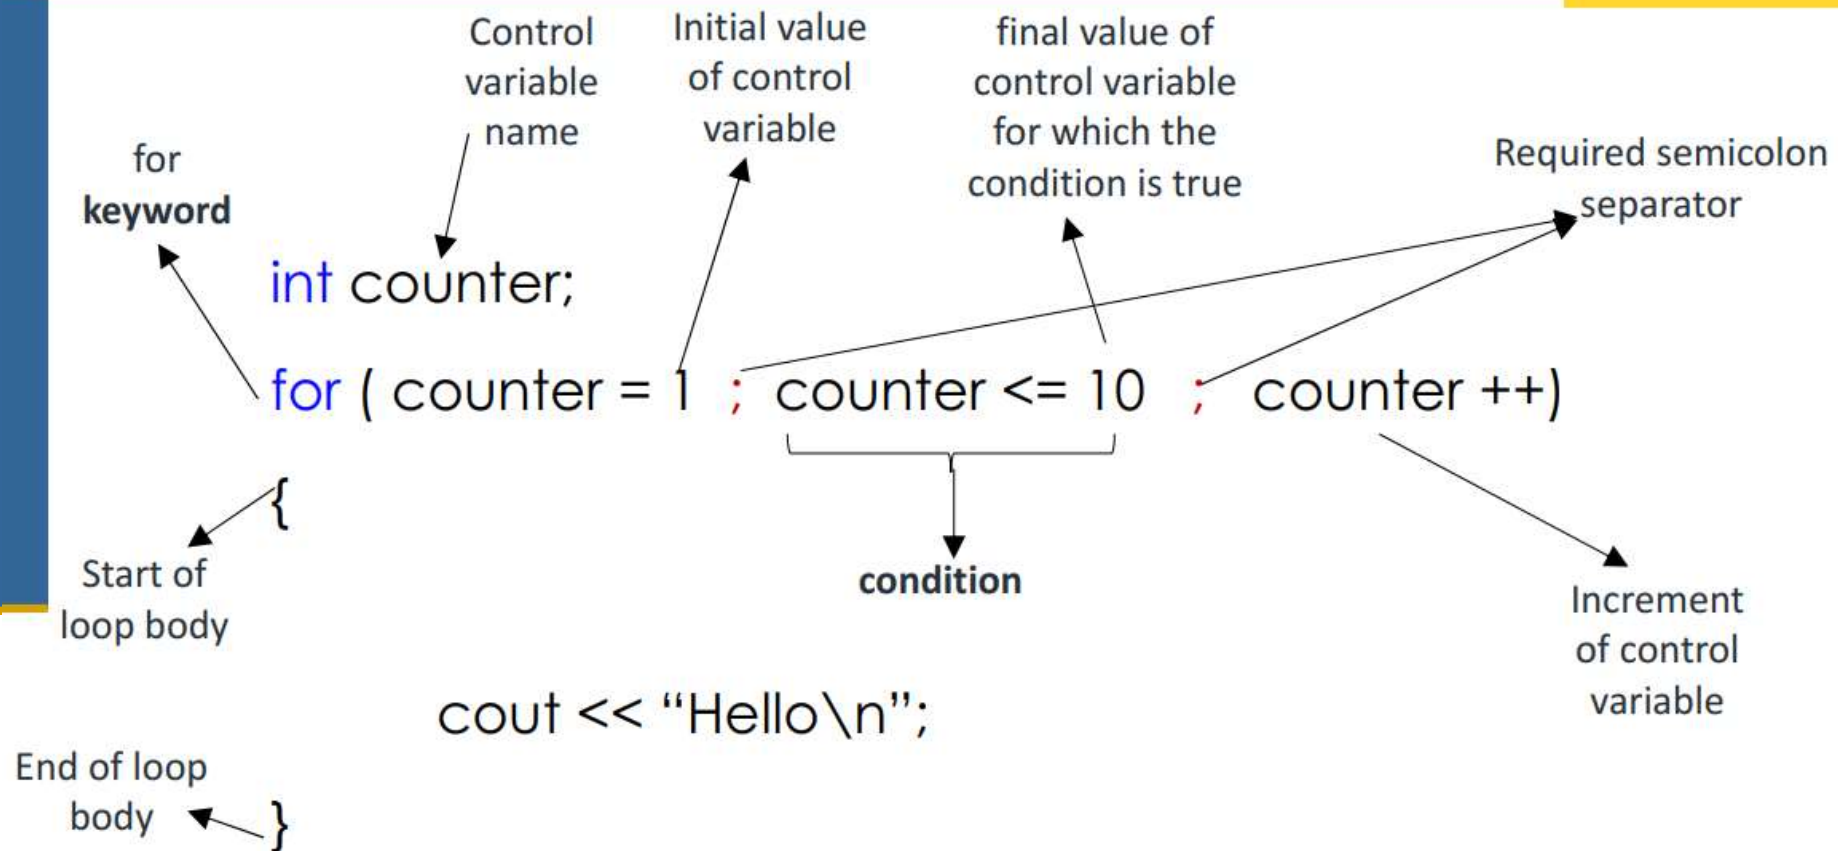 Control
variable
name
Initial value
of control
variable
final value of
control variable
for which the
condition is true
Required semicolon
separator
for
keyword
int counter;
for ( counter = 1 ; counter <= 10 ; counter ++)
{
Start of
loop body
condition
Increment
of control
variable
cout << “Hello\n”;
End of loop
body
}